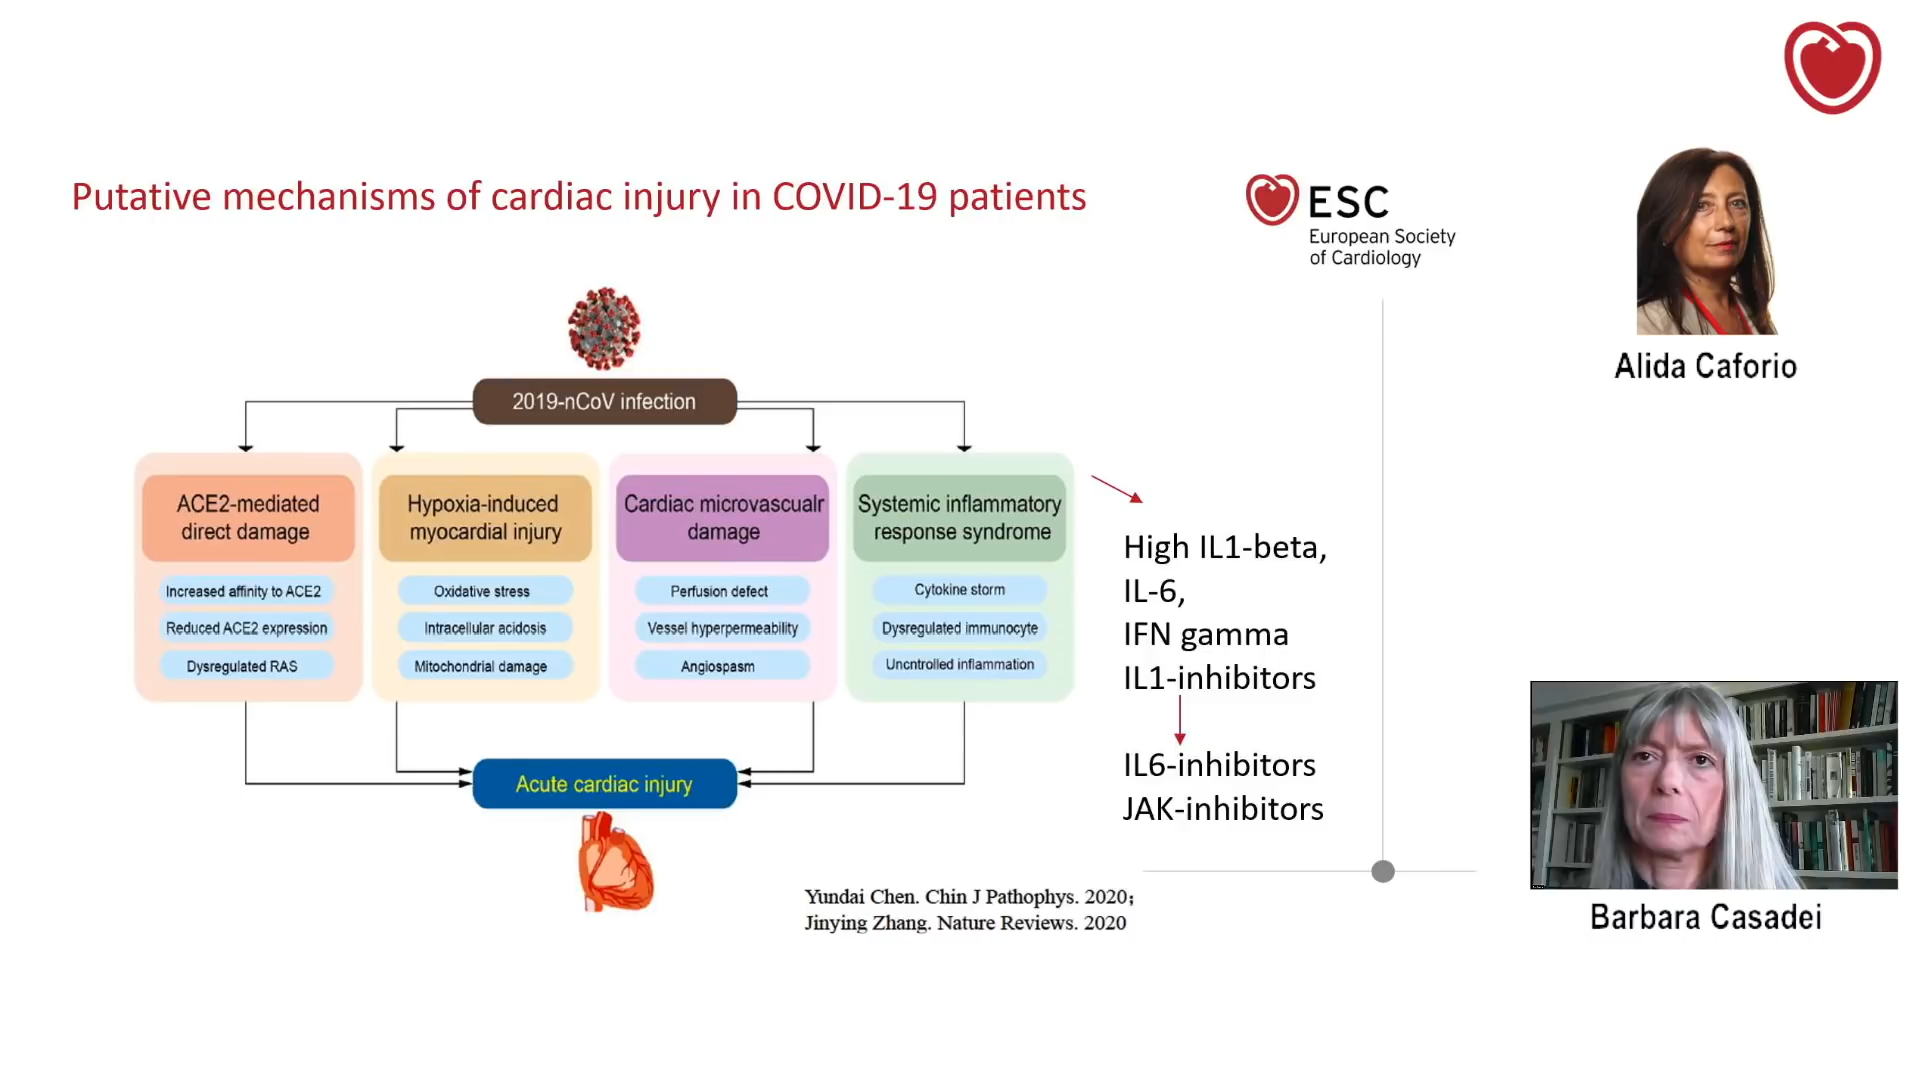 Putative mechanisms of cardiac injury in COVID-19 patients
ESC
European Society
of Cardiology
Alida Caforio
2019-nCoV infection
ACE2-mediated
direct damage
Increased affinity to ACE2
Reduced ACE2 expression
Dysregulated RAS
Hypoxia-induced
myocardial injury
Oxidative stress
Intracellular acidosis
Mitochondrial damage
Cardiac microvascualr
damage
Perfusion defect
Vessel hyperpermeability
Angiospasm
Systemic inflammatory
response syndrome
Cytokine storm
Dysregulated immunocyte
Uncntrolled inflammation
High IL1-beta,
IL-6,
IFN gamma
IL1-inhibitors
IL6-inhibitors
JAK-inhibitors
Acute cardiac injury
Yundai Chen. Chin J Pathophys. 2020;
Jinying Zhang. Nature Reviews. 2020
Barbara Casadei